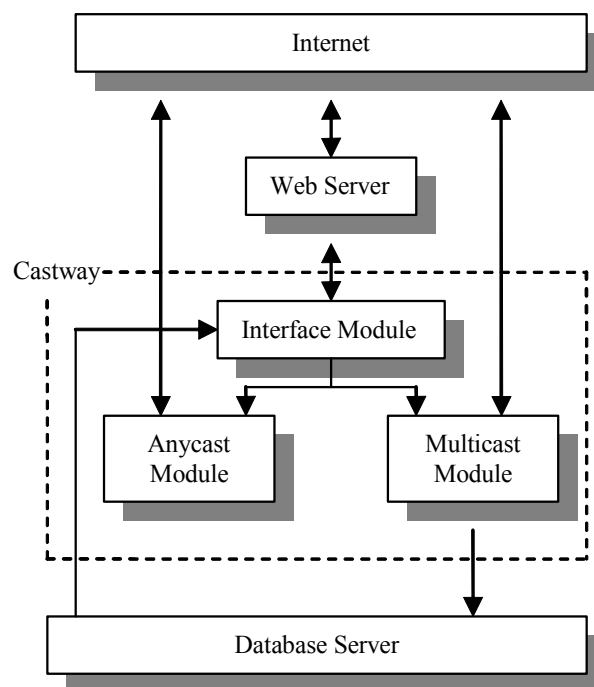 Internet
Web Server
Castway
Interface Module
Anycast
Module
Multicast
Module
Database Server